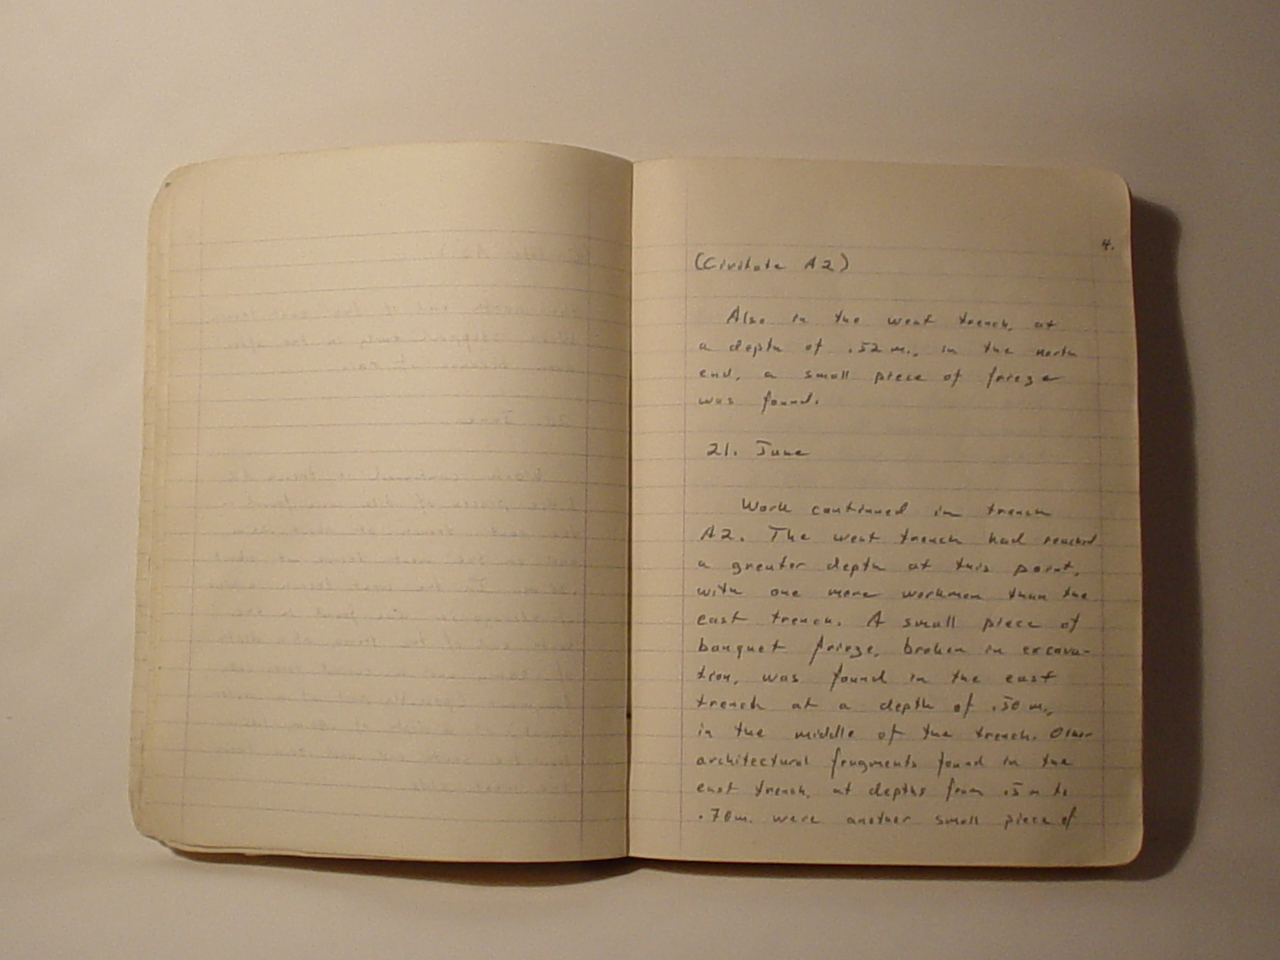 4.
(Civitate A2)
Also in the west trench, at
a depth of .52 m., in the north
end, a small piece of frieze
was found.
21. June
Work continued in trench
A2. The west trench had reached
a greater depth at this point,
with one more workman than the
east trench. A small piece of
banquet frieze, broken in excava-
tion, was found in the east
trench at a depth of .50 m.,
in the middle of the trench. Other
architectural fragments found in the
east trench, at depths from .5 m to
.70m. were another small piece of